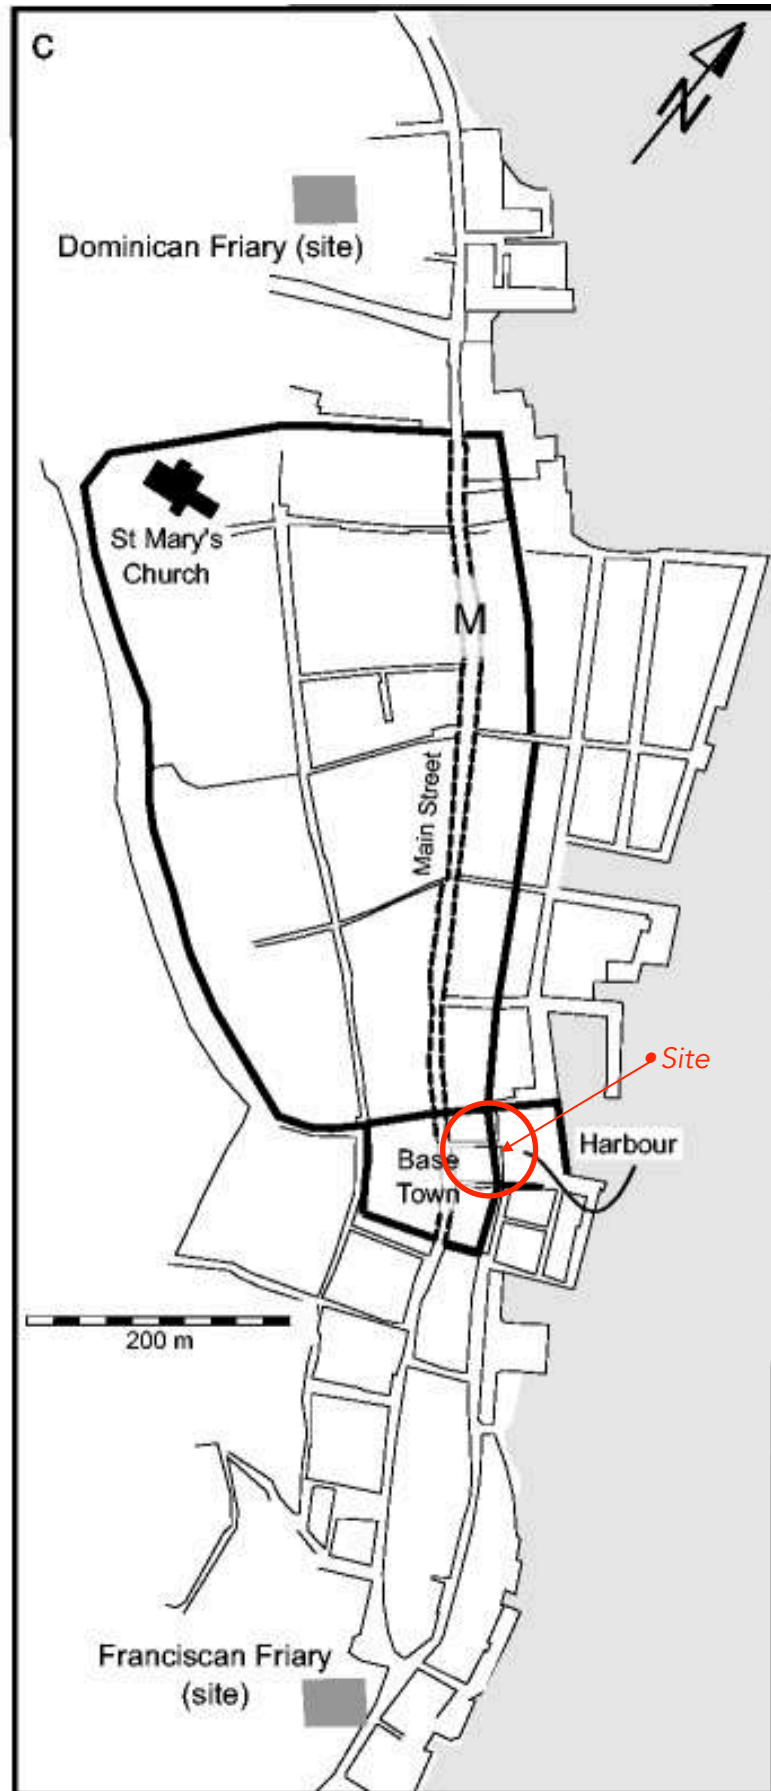 C
N
Dominican Friary (site)
St Mary's
Church
M
Main Street
Site
Harbour
Base
Town
200 m
Franciscan Friary
(site)